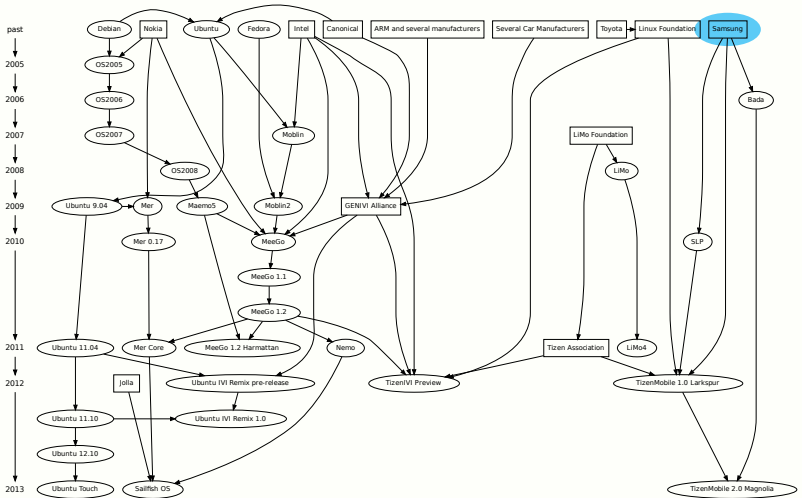 past Debian Nokia Ubuntu Fedora Intel Canonical ARM and several manufacturers Several Car Manufacturers Toyota Linux Foundation Samsung
2005 OS2005
2006 OS2006 Bada
2007 OS2007 Moblin LiMo Foundation
2008 OS2008 LiMo
2009 Ubuntu 9.04 Mer Maemo5 Moblin2 GENIVI Alliance
2010 Mer 0.17 MeeGo SLP
MeeGo 1.1
MeeGo 1.2
2011 Ubuntu 11.04 Mer Core MeeGo 1.2 Harmattan Nemo Tizen Association LiMo4
2012 Jolla Ubuntu IVI Remix pre-release TizenIVI Preview TizenMobile 1.0 Larkspur
Ubuntu 11.10 Ubuntu IVI Remix 1.0
Ubuntu 12.10
2013 Ubuntu Touch Sailfish OS TizenMobile 2.0 Magnolia